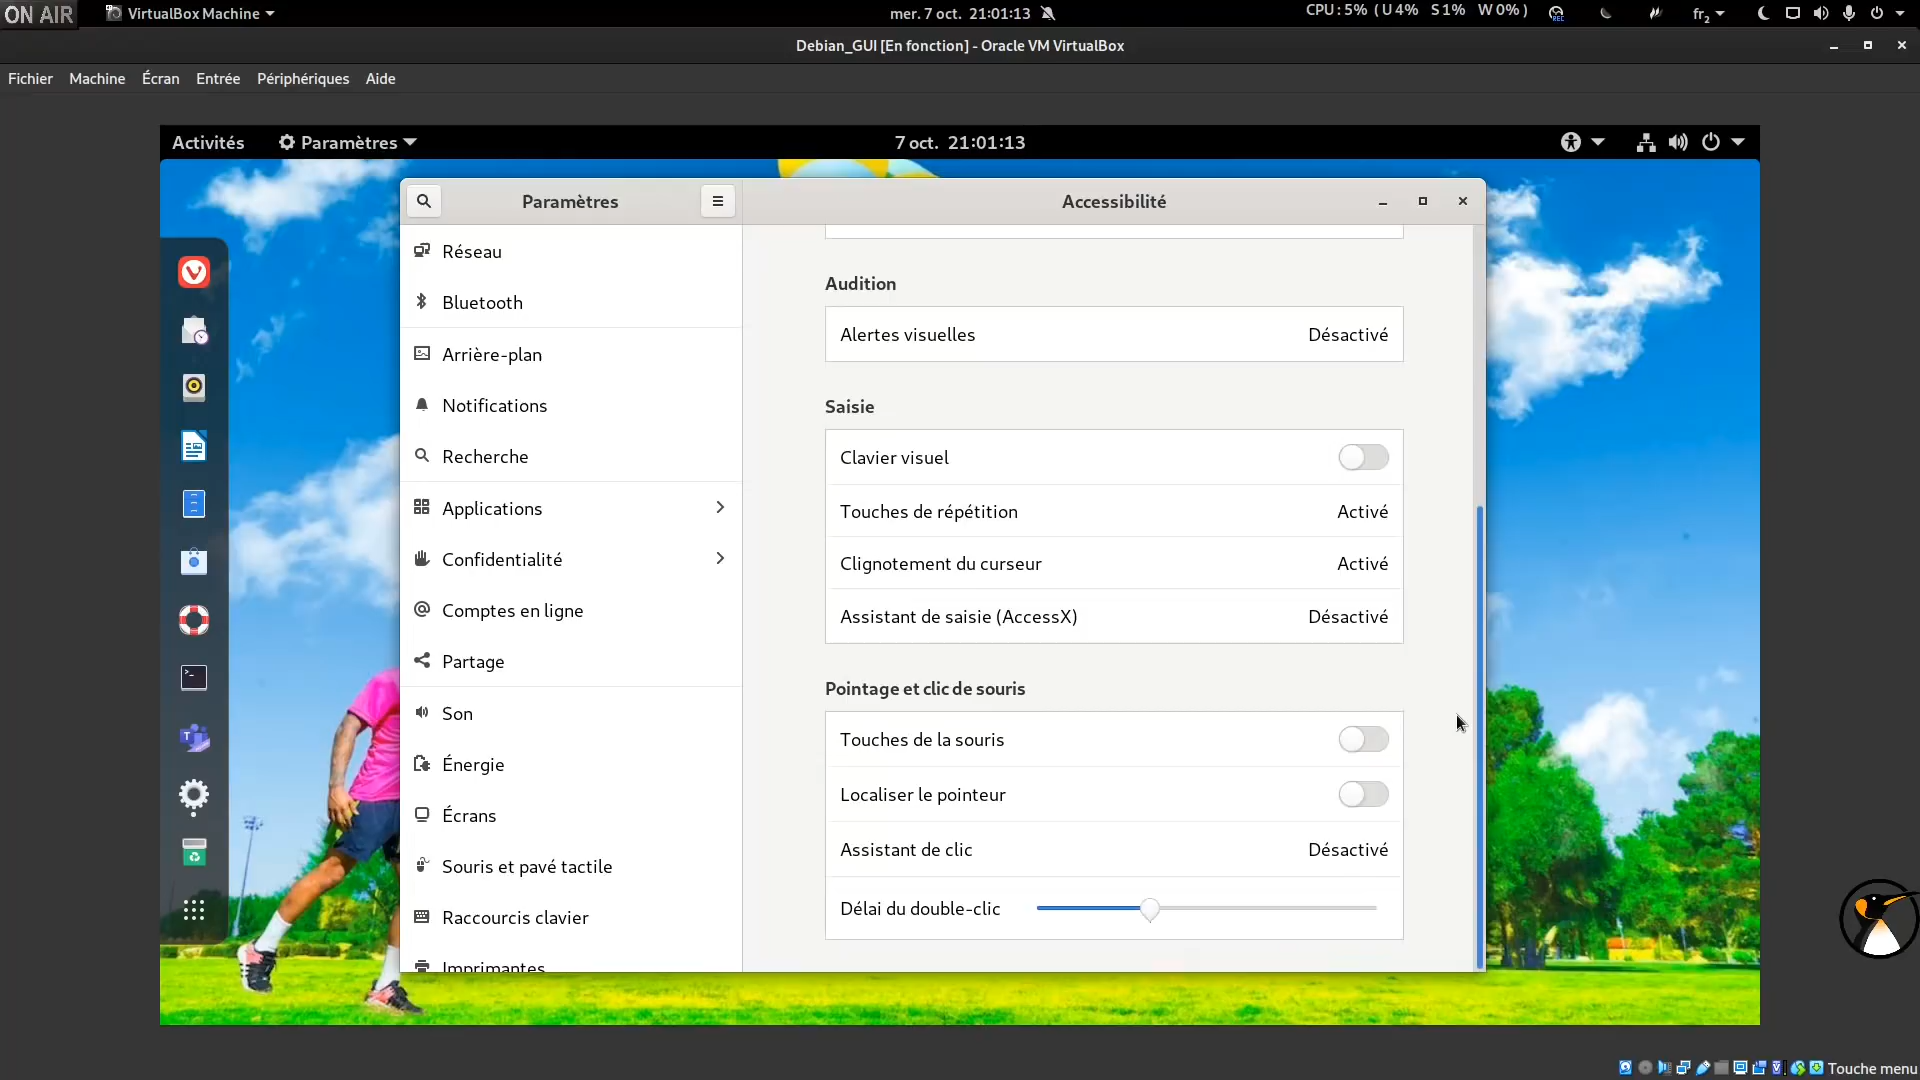 ON AIR
VirtualBox Machine
mer. 7 oct. 21:01:13
CPU : 5% ( U 4% S 1% W 0% )
fr₂
Debian_GUI [En fonction] - Oracle VM VirtualBox
Fichier Machine Écran Entrée Périphériques Aide
Activités
Paramètres
7 oct. 21:01:13
Paramètres
Accessibilité
Réseau
Bluetooth
Arrière-plan
Notifications
Recherche
Applications
Confidentialité
Comptes en ligne
Partage
Son
Énergie
Écrans
Souris et pavé tactile
Raccourcis clavier
Imprimantes
Audition
Alertes visuelles Désactivé
Saisie
Clavier visuel
Touches de répétition Activé
Clignotement du curseur Activé
Assistant de saisie (AccessX) Désactivé
Pointage et clic de souris
Touches de la souris
Localiser le pointeur
Assistant de clic Désactivé
Délai du double-clic
Touche menu